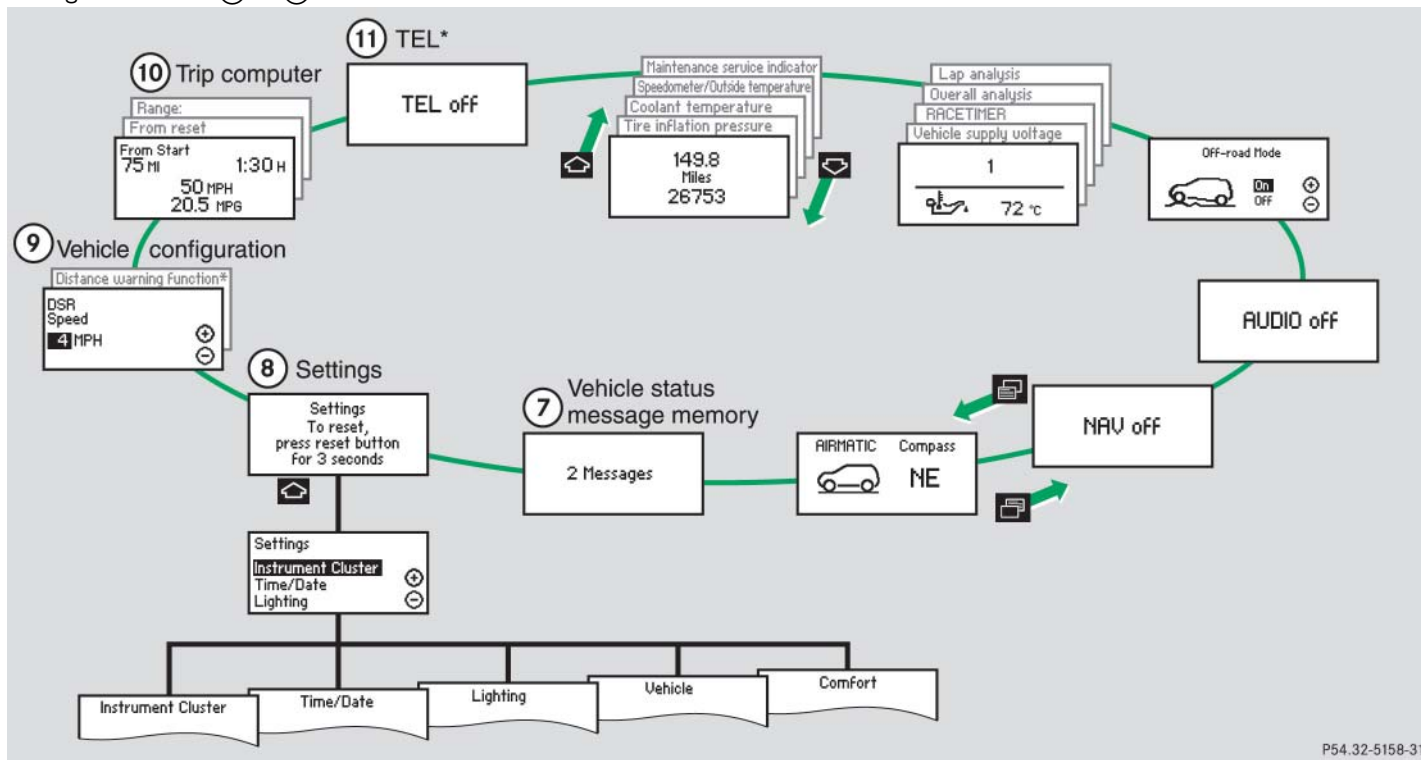 11 TEL*
TEL off
10 Trip computer
Range:
From reset
From Start
75 MI 1:30 H
50 MPH
20.5 MPG
Maintenance service indicator
Speedometer/Outside temperature
Coolant temperature
Tire inflation pressure
149.8
Miles
26753
Lap analysis
Overall analysis
RACETIMER
Vehicle supply voltage
1
72 °C
Off-road Mode
On
Off
+
−
9 Vehicle configuration
Distance warning function*
DSR
Speed
4 MPH
+
−
AUDIO off
8 Settings
Settings
To reset,
press reset button
for 3 seconds
7 Vehicle status
message memory
2 Messages
AIRMATIC Compass
NE
NAV off
Settings
Instrument Cluster
Time/Date
Lighting
+
−
Instrument Cluster
Time/Date
Lighting
Vehicle
Comfort
P54.32-5158-31